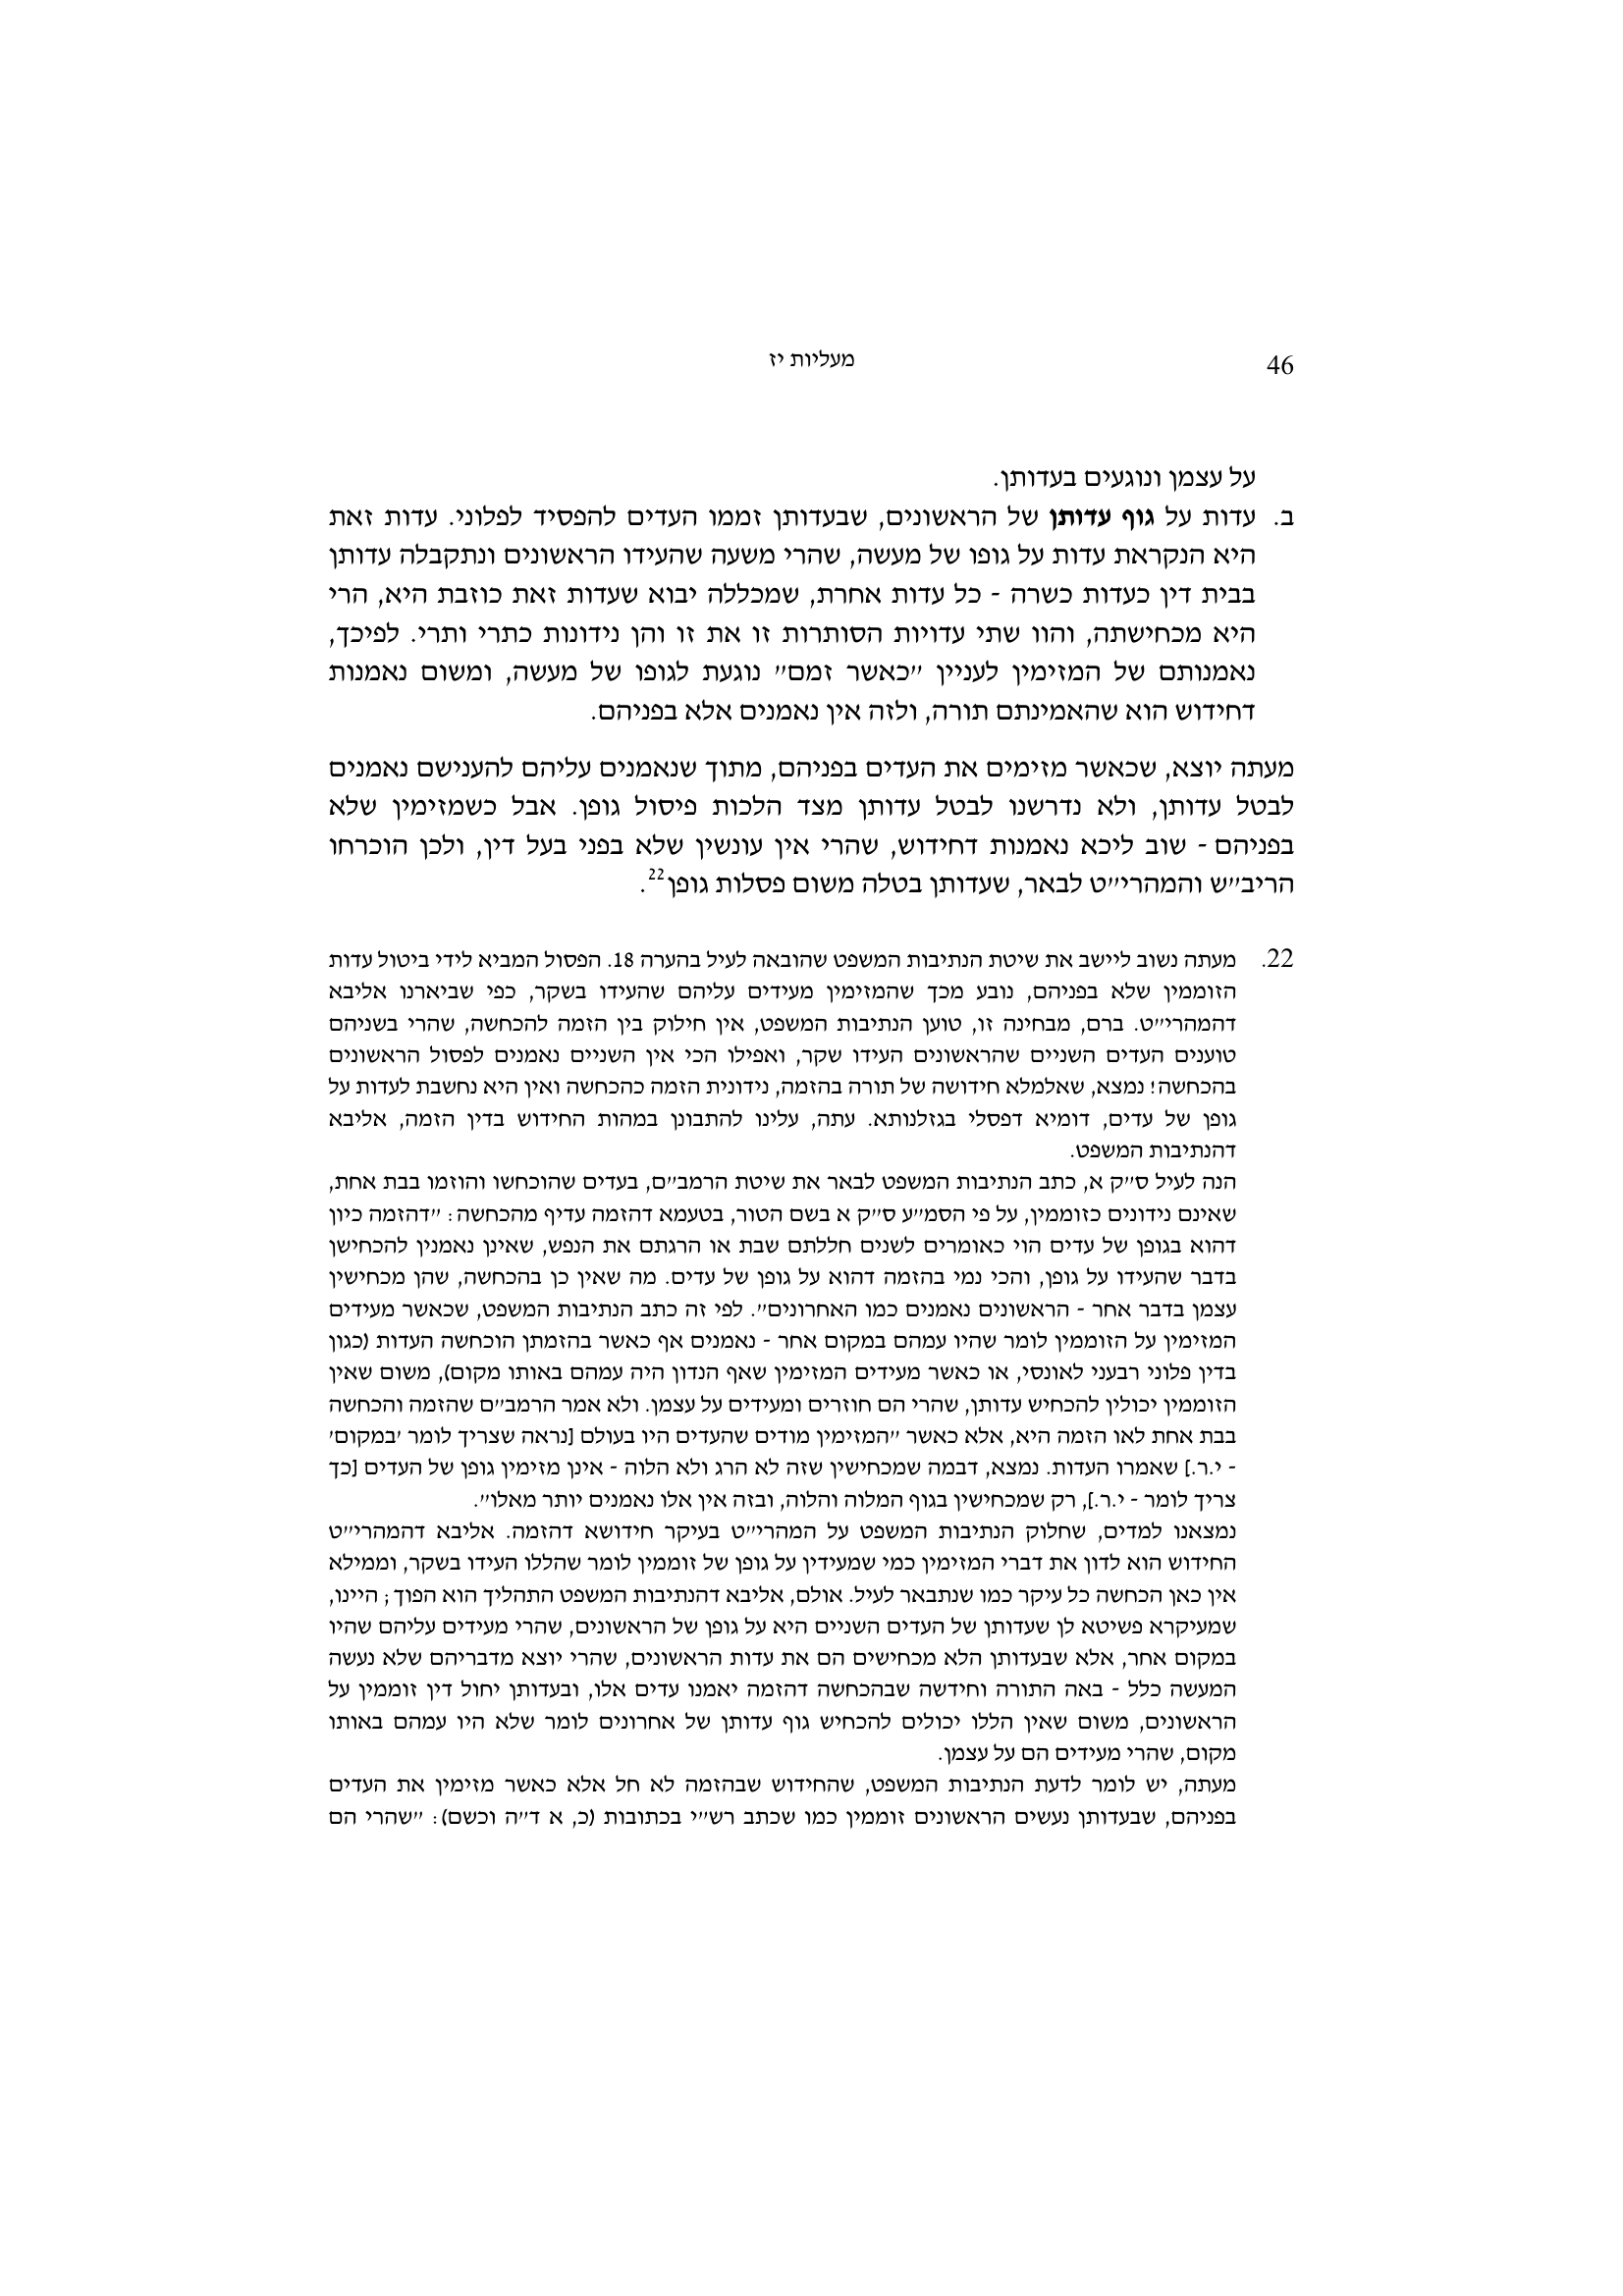 46
מעליות יז
על עצמן ונוגעים בעדותן.
ב. עדות על גוף עדותן של הראשונים, שבעדותן זממו העדים להפסיד לפלוני. עדות זאת
היא הנקראת עדות על גופו של מעשה, שהרי משעה שהעידו הראשונים ונתקבלה עדותן
בבית דין כעדות כשרה - כל עדות אחרת, שמכללה יבוא שעדות זאת כוזבת היא, הרי
היא מכחישתה, והוו שתי עדויות הסותרות זו את זו והן נידונות כתרי ותרי. לפיכך,
נאמנותם של המזימין לעניין ״כאשר זמם״ נוגעת לגופו של מעשה, ומשום נאמנות
דחידוש הוא שהאמינתם תורה, ולזה אין נאמנים אלא בפניהם.
מעתה יוצא, שכאשר מזימים את העדים בפניהם, מתוך שנאמנים עליהם להענישם נאמנים
לבטל עדותן, ולא נדרשנו לבטל עדותן מצד הלכות פיסול גופן. אבל כשמזימין שלא
בפניהם - שוב ליכא נאמנות דחידוש, שהרי אין עונשין שלא בפני בעל דין, ולכן הוכרחו
הריב״ש והמהרי״ט לבאר, שעדותן בטלה משום פסלות גופן22.
22. מעתה נשוב ליישב את שיטת הנתיבות המשפט שהובאה לעיל בהערה 18. הפסול המביא לידי ביטול עדות
הזוממין שלא בפניהם, נובע מכך שהמזימין מעידים עליהם שהעידו בשקר, כפי שביארנו אליבא
דהמהרי״ט. ברם, מבחינה זו, טוען הנתיבות המשפט, אין חילוק בין הזמה להכחשה, שהרי בשניהם
טוענים העדים השניים שהראשונים העידו שקר, ואפילו הכי אין השניים נאמנים לפסול הראשונים
בהכחשה! נמצא, שאלמלא חידושה של תורה בהזמה, נידונית הזמה כהכחשה ואין היא נחשבת לעדות על
גופן של עדים, דומיא דפסלי בגזלנותא. עתה, עלינו להתבונן במהות החידוש בדין הזמה, אליבא
דהנתיבות המשפט.
הנה לעיל ס״ק א, כתב הנתיבות המשפט לבאר את שיטת הרמב״ם, בעדים שהוכחשו והוזמו בבת אחת,
שאינם נידונים כזוממין, על פי הסמ״ע ס״ק א בשם הטור, בטעמא דהזמה עדיף מהכחשה: ״דהזמה כיון
דהוא בגופן של עדים הוי כאומרים לשנים חללתם שבת או הרגתם את הנפש, שאינן נאמנין להכחישן
בדבר שהעידו על גופן, והכי נמי בהזמה דהוא על גופן של עדים. מה שאין כן בהכחשה, שהן מכחישין
עצמן בדבר אחר - הראשונים נאמנים כמו האחרונים״. לפי זה כתב הנתיבות המשפט, שכאשר מעידים
המזימין על הזוממין לומר שהיו עמהם במקום אחר - נאמנים אף כאשר בהזמתן הוכחשה העדות (כגון
בדין פלוני רבעני לאונסי, או כאשר מעידים המזימין שאף הנדון היה עמהם באותו מקום), משום שאין
הזוממין יכולין להכחיש עדותן, שהרי הם חוזרים ומעידים על עצמן. ולא אמר הרמב״ם שהזמה והכחשה
בבת אחת לאו הזמה היא, אלא כאשר ״המזימין מודים שהעדים היו בעולם [נראה שצריך לומר ׳במקום׳
- י.ר.] שאמרו העדות. נמצא, דבמה שמכחישין שזה לא הרג ולא הלוה - אינן מזימין גופן של העדים [כך
צריך לומר - י.ר.], רק שמכחישין בגוף המלוה והלוה, ובזה אין אלו נאמנים יותר מאלו״.
נמצאנו למדים, שחלוק הנתיבות המשפט על המהרי״ט בעיקר חידושא דהזמה. אליבא דהמהרי״ט
החידוש הוא לדון את דברי המזימין כמי שמעידין על גופן של זוממין לומר שהללו העידו בשקר, וממילא
אין כאן הכחשה כל עיקר כמו שנתבאר לעיל. אולם, אליבא דהנתיבות המשפט התהליך הוא הפוך; היינו,
שמעיקרא פשיטא לן שעדותן של העדים השניים היא על גופן של הראשונים, שהרי מעידים עליהם שהיו
במקום אחר, אלא שבעדותן הלא מכחישים הם את עדות הראשונים, שהרי יוצא מדבריהם שלא נעשה
המעשה כלל - באה התורה וחידשה שבהכחשה דהזמה יאמנו עדים אלו, ובעדותן יחול דין זוממין על
הראשונים, משום שאין הללו יכולים להכחיש גוף עדותן של אחרונים לומר שלא היו עמהם באותו
מקום, שהרי מעידים הם על עצמן.
מעתה, יש לומר לדעת הנתיבות המשפט, שהחידוש שבהזמה לא חל אלא כאשר מזימין את העדים
בפניהם, שבעדותן נעשים הראשונים זוממין כמו שכתב רש״י בכתובות (כ, א ד״ה וכשם): ״שהרי הם